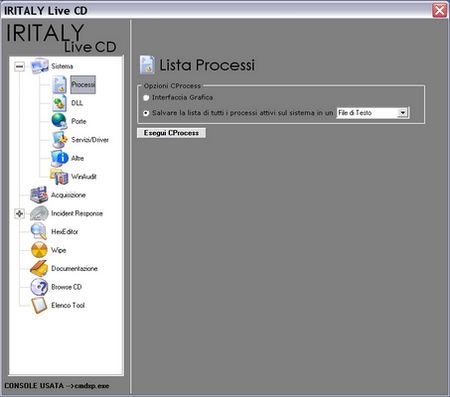 IRITALY Live CD
IRITALY
Live CD
Sistema
Processi
DLL
Porte
Servizi/Driver
Altre
WinAudit
Acquisizione
Incident Response
HexEditor
Wipe
Documentazione
Browse CD
Elenco Tool
Lista Processi
Opzioni CProcess
Interfaccia Grafica
Salvare la lista di tutti i processi attivi sul sistema in un File di Testo
Esegui CProcess
CONSOLE USATA -->cmdxp.exe